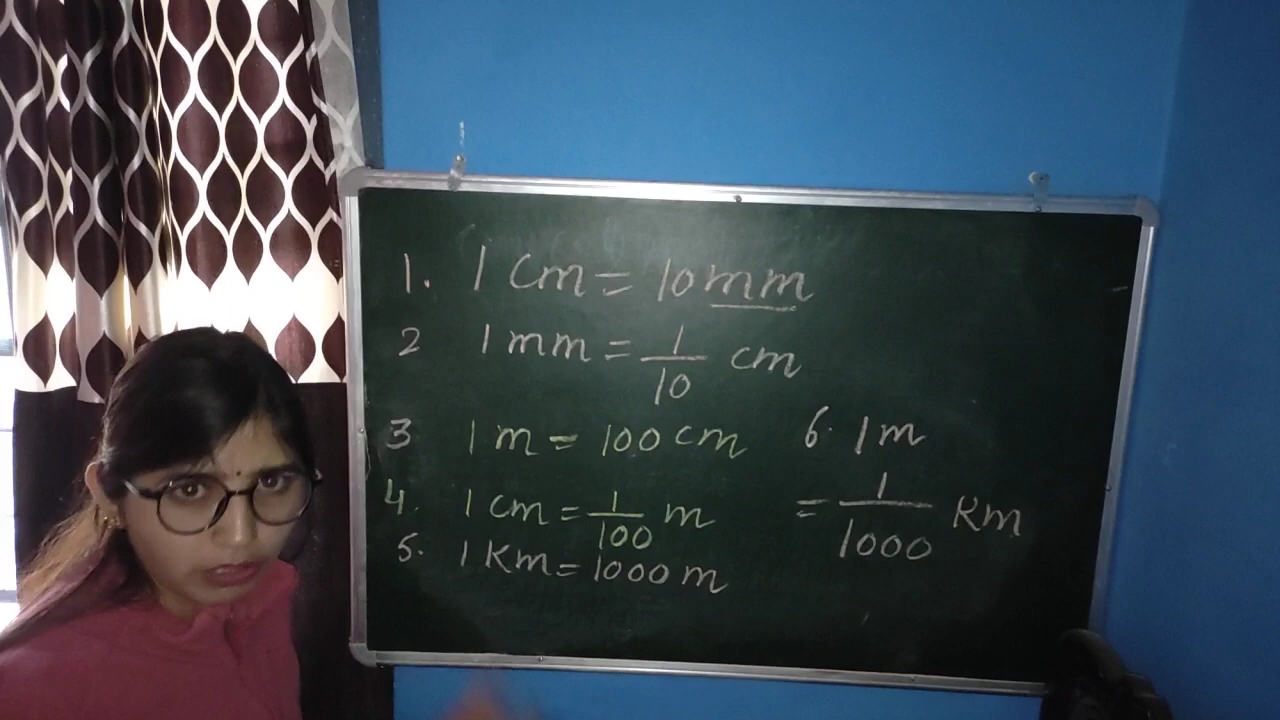 1. 1 cm = 10 mm
2 1 mm = 1/10 cm
3 1 m = 100 cm
4. 1 cm = 1/100 m
5. 1 Km = 1000 m
6. 1 m
= 1/1000 Km